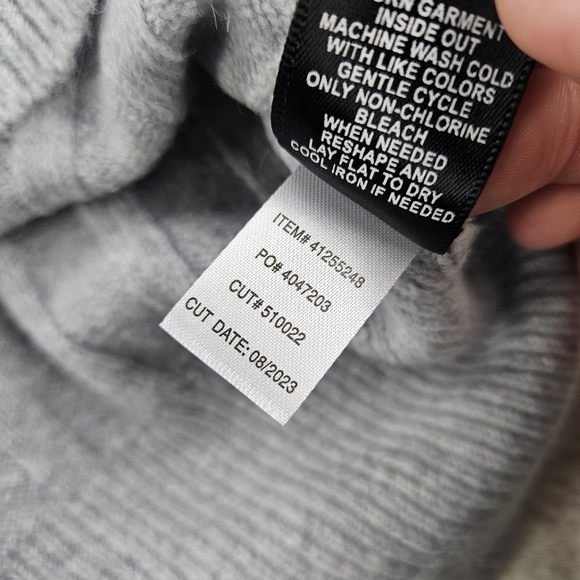 GARMENT
INSIDE OUT
MACHINE WASH COLD
WITH LIKE COLORS
GENTLE CYCLE
ONLY NON-CHLORINE
BLEACH
WHEN NEEDED
RESHAPE AND
LAY FLAT TO DRY
COOL IRON IF NEEDED
ITEM# 41255248
PO# 4047203
CUT# 510022
CUT DATE: 08/2023